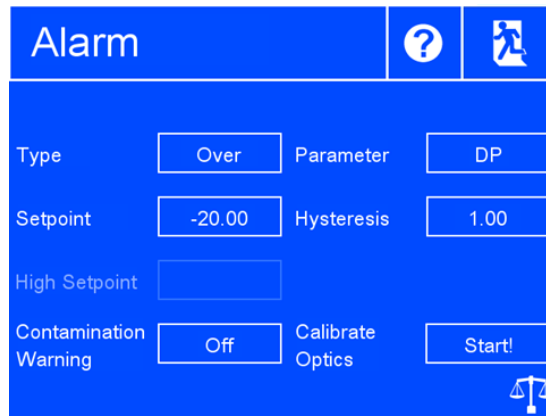 Alarm ?
Type Over Parameter DP
Setpoint -20.00 Hysteresis 1.00
High Setpoint
Contamination Warning Off Calibrate Optics Start!